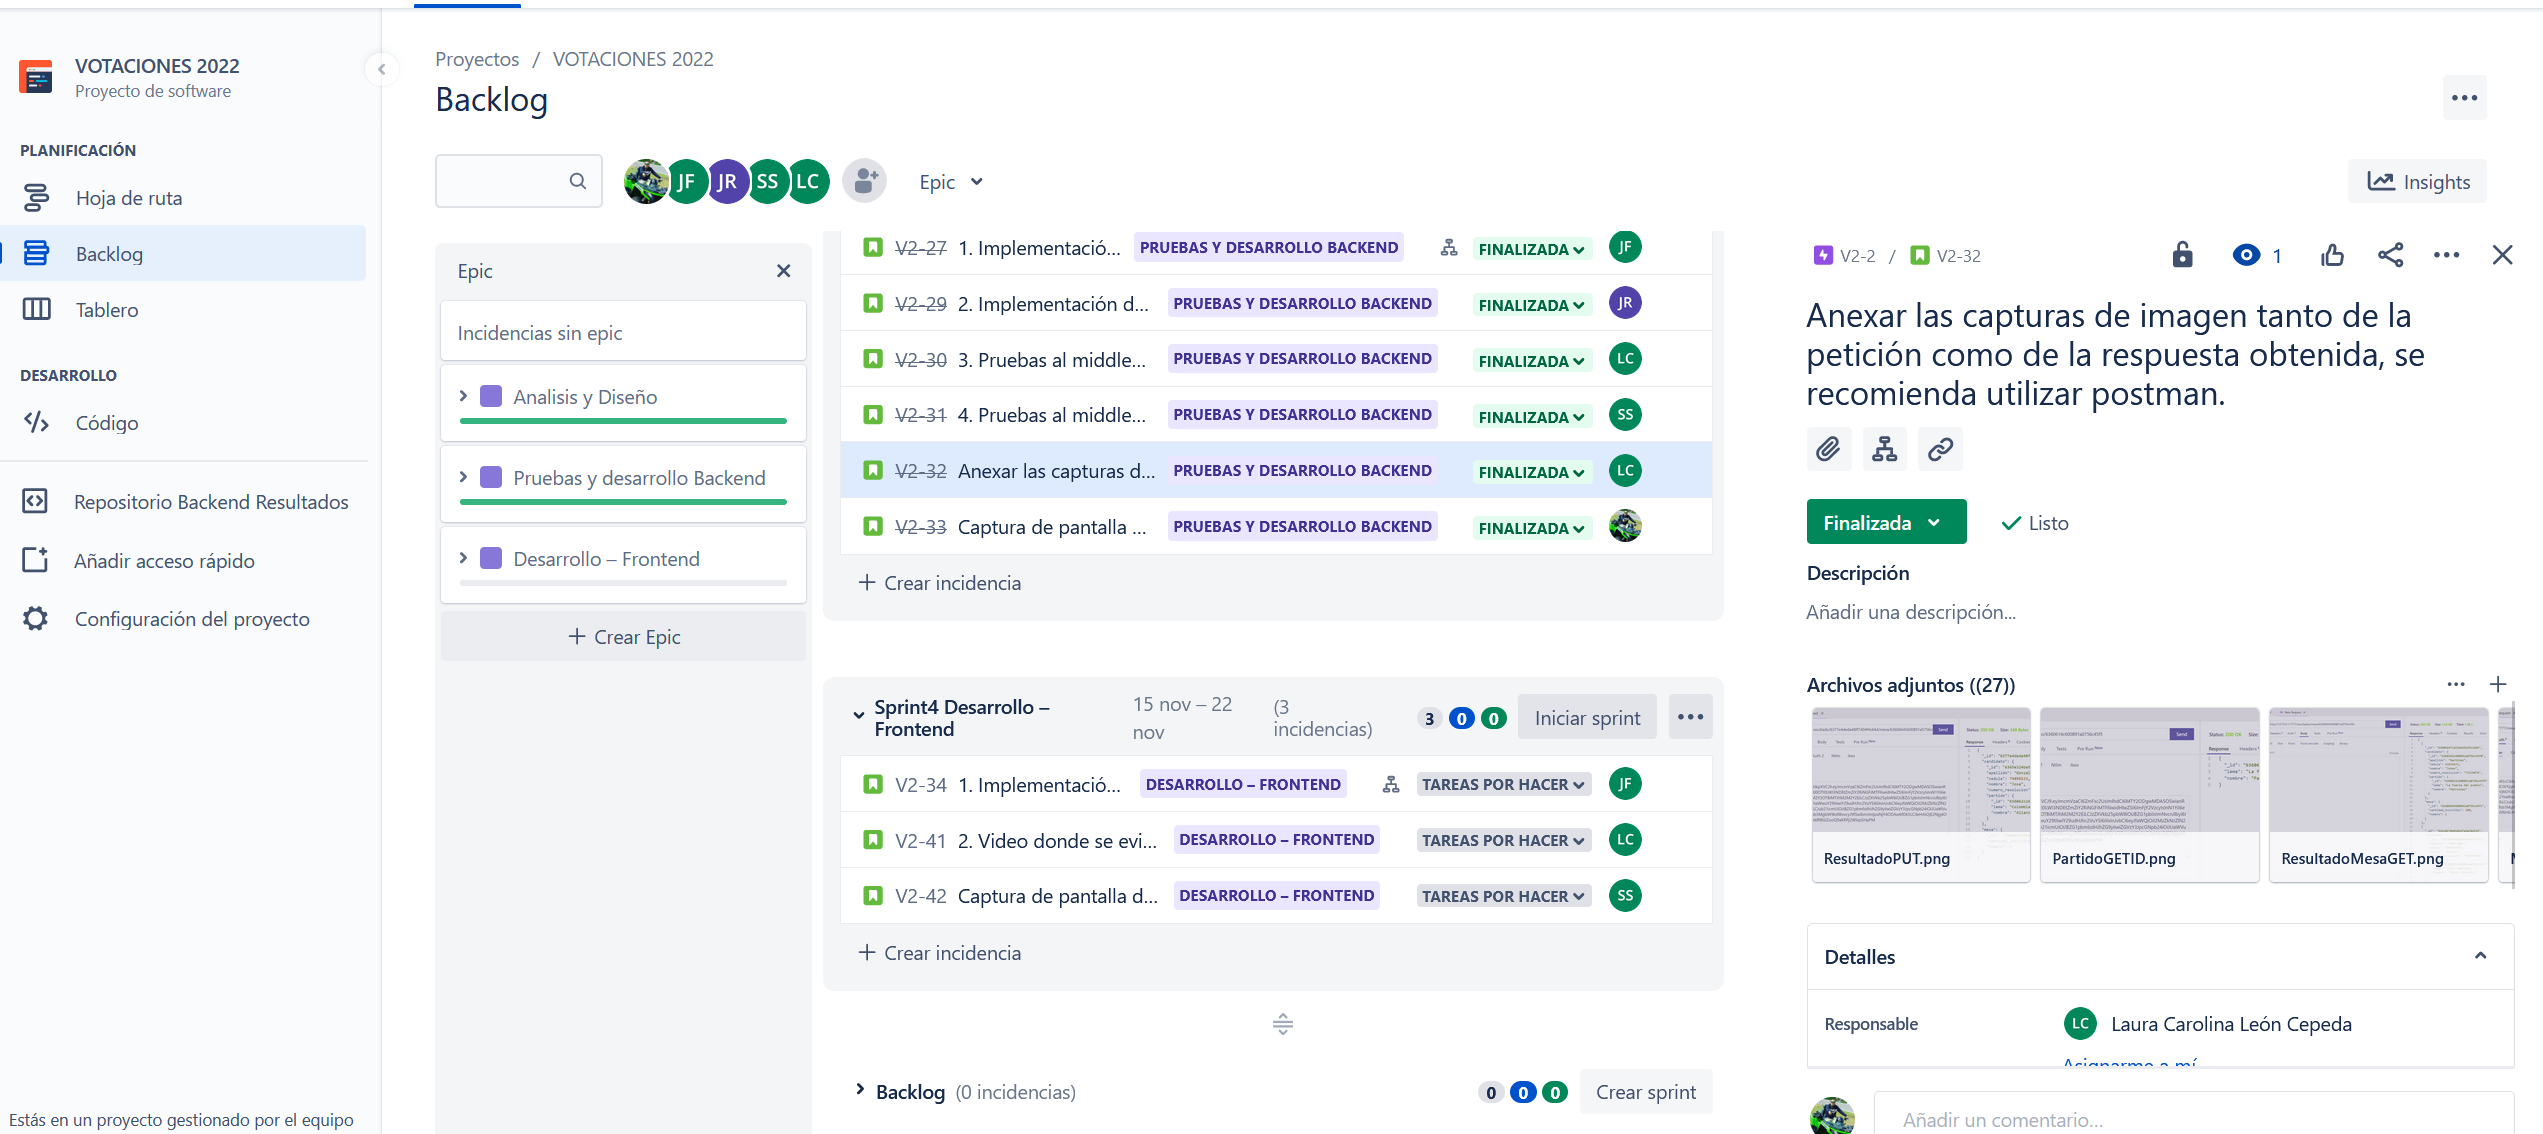 VOTACIONES 2022
Proyecto de software
PLANIFICACIÓN
Hoja de ruta
Backlog
Tablero
DESARROLLO
Código
Repositorio Backend Resultados
Añadir acceso rápido
Configuración del proyecto
Estás en un proyecto gestionado por el equipo
Proyectos / VOTACIONES 2022
Backlog
JF JR SS LC
Epic
Insights
Epic
Incidencias sin epic
Analisis y Diseño
Pruebas y desarrollo Backend
Desarrollo – Frontend
+ Crear Epic
V2-27 1. Implementació... PRUEBAS Y DESARROLLO BACKEND FINALIZADA JF
V2-29 2. Implementación d... PRUEBAS Y DESARROLLO BACKEND FINALIZADA JR
V2-30 3. Pruebas al middle... PRUEBAS Y DESARROLLO BACKEND FINALIZADA LC
V2-31 4. Pruebas al middle... PRUEBAS Y DESARROLLO BACKEND FINALIZADA SS
V2-32 Anexar las capturas d... PRUEBAS Y DESARROLLO BACKEND FINALIZADA LC
V2-33 Captura de pantalla ... PRUEBAS Y DESARROLLO BACKEND FINALIZADA
+ Crear incidencia
Sprint4 Desarrollo –
Frontend
15 nov – 22
nov
(3
incidencias)
3 0 0 Iniciar sprint
V2-34 1. Implementació... DESARROLLO – FRONTEND TAREAS POR HACER JF
V2-41 2. Video donde se evi... DESARROLLO – FRONTEND TAREAS POR HACER LC
V2-42 Captura de pantalla d... DESARROLLO – FRONTEND TAREAS POR HACER SS
+ Crear incidencia
Backlog (0 incidencias) 0 0 0 Crear sprint
V2-2 / V2-32
1
Anexar las capturas de imagen tanto de la
petición como de la respuesta obtenida, se
recomienda utilizar postman.
Finalizada
Listo
Descripción
Añadir una descripción...
Archivos adjuntos ((27))
ResultadoPUT.png
PartidoGETID.png
ResultadoMesaGET.png
Detalles
Responsable
LC Laura Carolina León Cepeda
Asignarme a mí
Añadir un comentario...